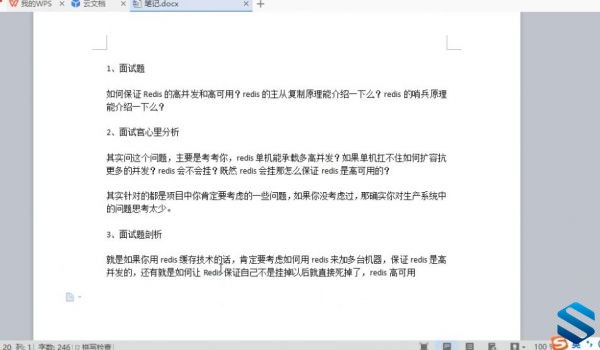 我的WPS
云文档
笔记.docx
1、面试题
如何保证 Redis 的高并发和高可用？redis 的主从复制原理能介绍一下么？redis 的哨兵原理
能介绍一下么？
2、面试官心里分析
其实问这个问题，主要是考考你，redis 单机能承载多高并发？如果单机扛不住如何扩容抗
更多的并发？redis 会不会挂？既然 redis 会挂那怎么保证 redis 是高可用的？
其实针对的都是项目中你肯定要考虑的一些问题，如果你没考虑过，那确实你对生产系统中
的问题思考太少。
3、面试题剖析
就是如果你用 redis 缓存技术的话，肯定要考虑如何用 redis 来加多台机器，保证 redis 是高
并发的，还有就是如何让 Redis 保证自己不是挂掉以后就直接死掉了，redis 高可用
20 列: 1 字数: 246 拼写检查
100
英